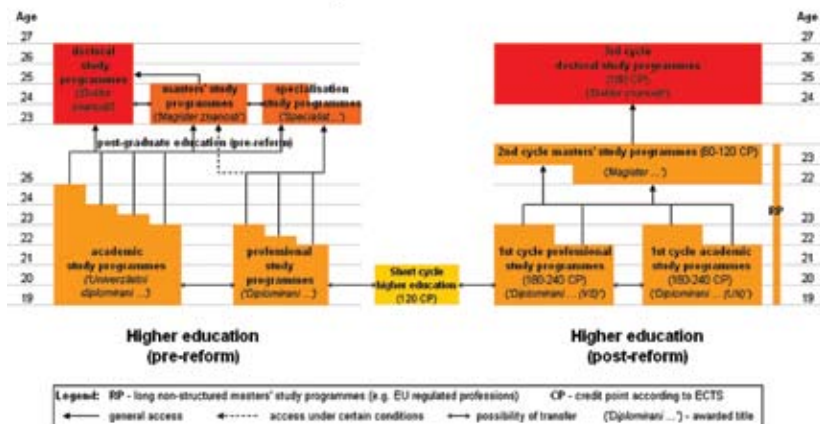 Age
27
26
25
24
23
25
24
23
22
21
20
19
doctoral
study
programmes
('Doktor
znanosti')
masters' study
programmes
('Magister znanosti')
specialisation
study programmes
('Specialist ...')
post-graduate education (pre-reform)
academic
study programmes
('Univerzitetni
diplomirani ...')
professional
study
programmes
('Diplomirani ...')
Short cycle
higher education
(120 CP)
Higher education
(pre-reform)
3rd cycle
doctoral study programmes
(180 CP)
('Doktor znanosti')
2nd cycle masters' study programmes (60-120 CP)
('Magister ...')
1st cycle professional
study programmes
(180-240 CP)
('Diplomirani ... (VS)')
1st cycle academic
study programmes
(180-240 CP)
('Diplomirani ... (UN)')
RP
Age
27
26
25
24
23
22
23
22
21
20
19
Higher education
(post-reform)
Legend: RP - long non-structured masters' study programmes (e.g. EU regulated professions) CP - credit point according to ECTS
general access access under certain conditions possibility of transfer ('Diplomirani ...') - awarded title